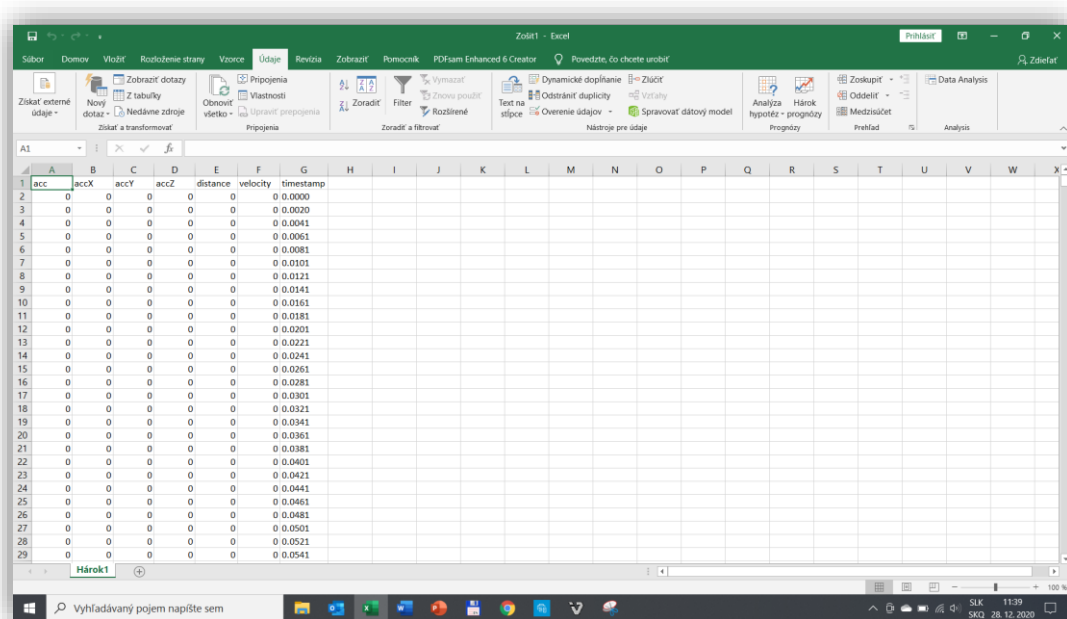 Zošit1 - Excel
Prihlásiť
Súbor Domov Vložiť Rozloženie strany Vzorce Údaje Revízia Zobraziť Pomocník PDFsam Enhanced 6 Creator Povedzte, čo chcete urobiť Zdieľať
Získať externé údaje
Nový dotaz
Zobraziť dotazy
Z tabuľky
Nedávne zdroje
Získať a transformovať
Obnoviť všetko
Pripojenia
Vlastnosti
Upraviť prepojenia
Pripojenia
Zoradiť
Filter
Vymazať
Znova použiť
Rozšírené
Zoradiť a filtrovať
Text na stĺpce
Dynamické dopĺňanie
Odstrániť duplicity
Overenie údajov
Zlúčiť
Vzťahy
Spravovať dátový model
Nástroje pre údaje
Analýza hypotéz
Hárok prognózy
Prognózy
Zoskupiť
Oddeliť
Medzisúčet
Prehľad
Data Analysis
Analysis
A1 fx
A B C D E F G H I J K L M N O P Q R S T U V W X
1 acc accX accY accZ distance velocity timestamp
2 0 0 0 0 0 0 0.0000
3 0 0 0 0 0 0 0.0020
4 0 0 0 0 0 0 0.0041
5 0 0 0 0 0 0 0.0061
6 0 0 0 0 0 0 0.0081
7 0 0 0 0 0 0 0.0101
8 0 0 0 0 0 0 0.0121
9 0 0 0 0 0 0 0.0141
10 0 0 0 0 0 0 0.0161
11 0 0 0 0 0 0 0.0181
12 0 0 0 0 0 0 0.0201
13 0 0 0 0 0 0 0.0221
14 0 0 0 0 0 0 0.0241
15 0 0 0 0 0 0 0.0261
16 0 0 0 0 0 0 0.0281
17 0 0 0 0 0 0 0.0301
18 0 0 0 0 0 0 0.0321
19 0 0 0 0 0 0 0.0341
20 0 0 0 0 0 0 0.0361
21 0 0 0 0 0 0 0.0381
22 0 0 0 0 0 0 0.0401
23 0 0 0 0 0 0 0.0421
24 0 0 0 0 0 0 0.0441
25 0 0 0 0 0 0 0.0461
26 0 0 0 0 0 0 0.0481
27 0 0 0 0 0 0 0.0501
28 0 0 0 0 0 0 0.0521
29 0 0 0 0 0 0 0.0541
Hárok1
100 %
Vyhľadávaný pojem napíšte sem
SLK 11:39
SKQ 28. 12. 2020